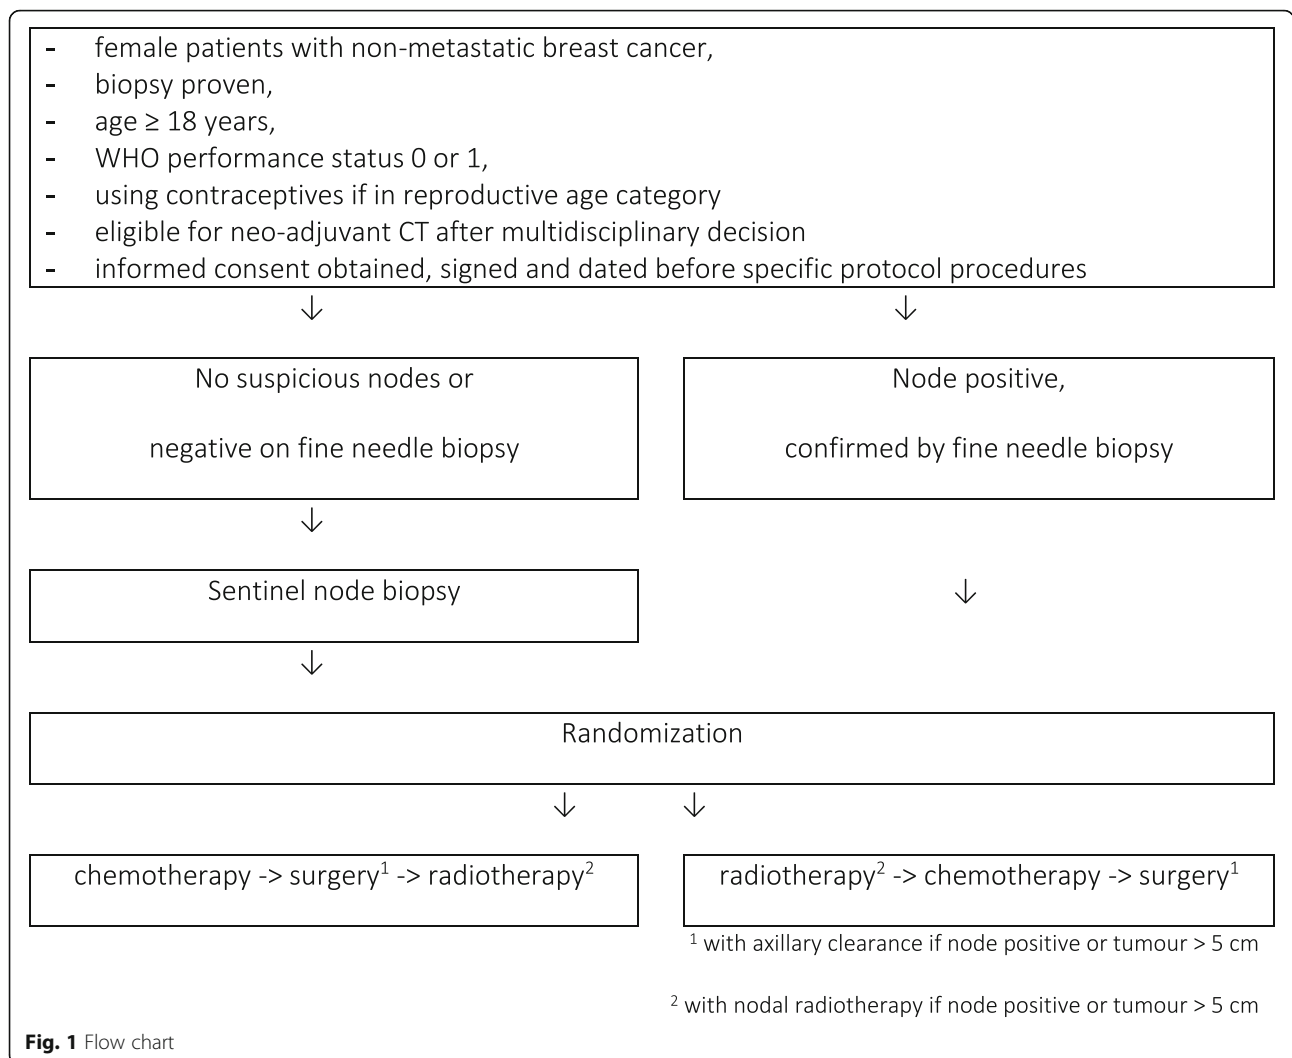 - female patients with non-metastatic breast cancer,
- biopsy proven,
- age ≥ 18 years,
- WHO performance status 0 or 1,
- using contraceptives if in reproductive age category
- eligible for neo-adjuvant CT after multidisciplinary decision
- informed consent obtained, signed and dated before specific protocol procedures
↓ ↓
No suspicious nodes or
negative on fine needle biopsy
Node positive,
confirmed by fine needle biopsy
↓
Sentinel node biopsy
↓
↓
Randomization
↓ ↓
chemotherapy -> surgery¹ -> radiotherapy²
radiotherapy² -> chemotherapy -> surgery¹
¹ with axillary clearance if node positive or tumour > 5 cm
² with nodal radiotherapy if node positive or tumour > 5 cm
Fig. 1 Flow chart